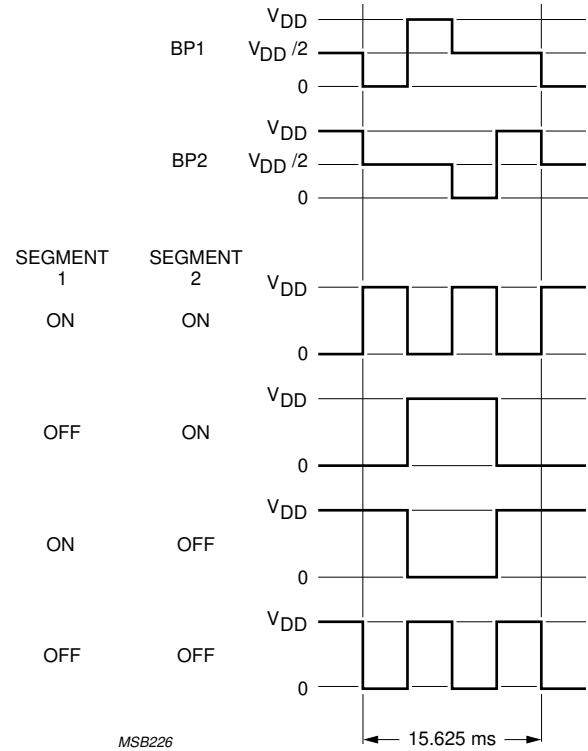 VDD
BP1 VDD /2
0
VDD
BP2 VDD /2
0
SEGMENT SEGMENT
1 2
VDD
ON ON
0
VDD
OFF ON
0
VDD
ON OFF
0
VDD
OFF OFF
0
MSB226
15.625 ms